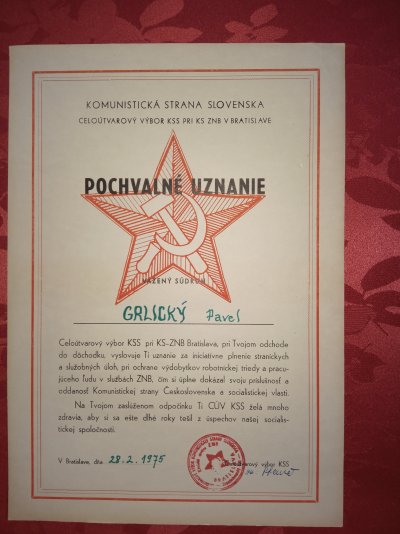 KOMUNISTICKÁ STRANA SLOVENSKA
CELOÚTVAROVÝ VÝBOR KSS PRI KS ZNB V BRATISLAVE
POCHVALNÉ UZNANIE
VÁŽENÝ SÚDRUH
GRLICKÝ Pavel
Celoútvarový výbor KSS pri KS-ZNB Bratislava, pri Tvojom odchode
do dôchodku, vyslovuje Ti uznanie za iniciatívne plnenie straníckych
a služobných úloh, pri ochrane výdobytkov robotníckej triedy a pracu-
júceho ľudu v službách ZNB, čím si úplne dokázal svoju príslušnosť a
oddanosť Komunistickej strany Československa a socialistickej vlasti.
Na Tvojom zaslúženom odpočinku Ti CÚV KSS želá mnoho
zdravia, aby si sa ešte dlhé roky tešil z úspechov našej socialis-
tickej spoločnosti.
V Bratislave, dňa 28.2.1975
Celoútvarový výbor KSS
BRATISLAVA